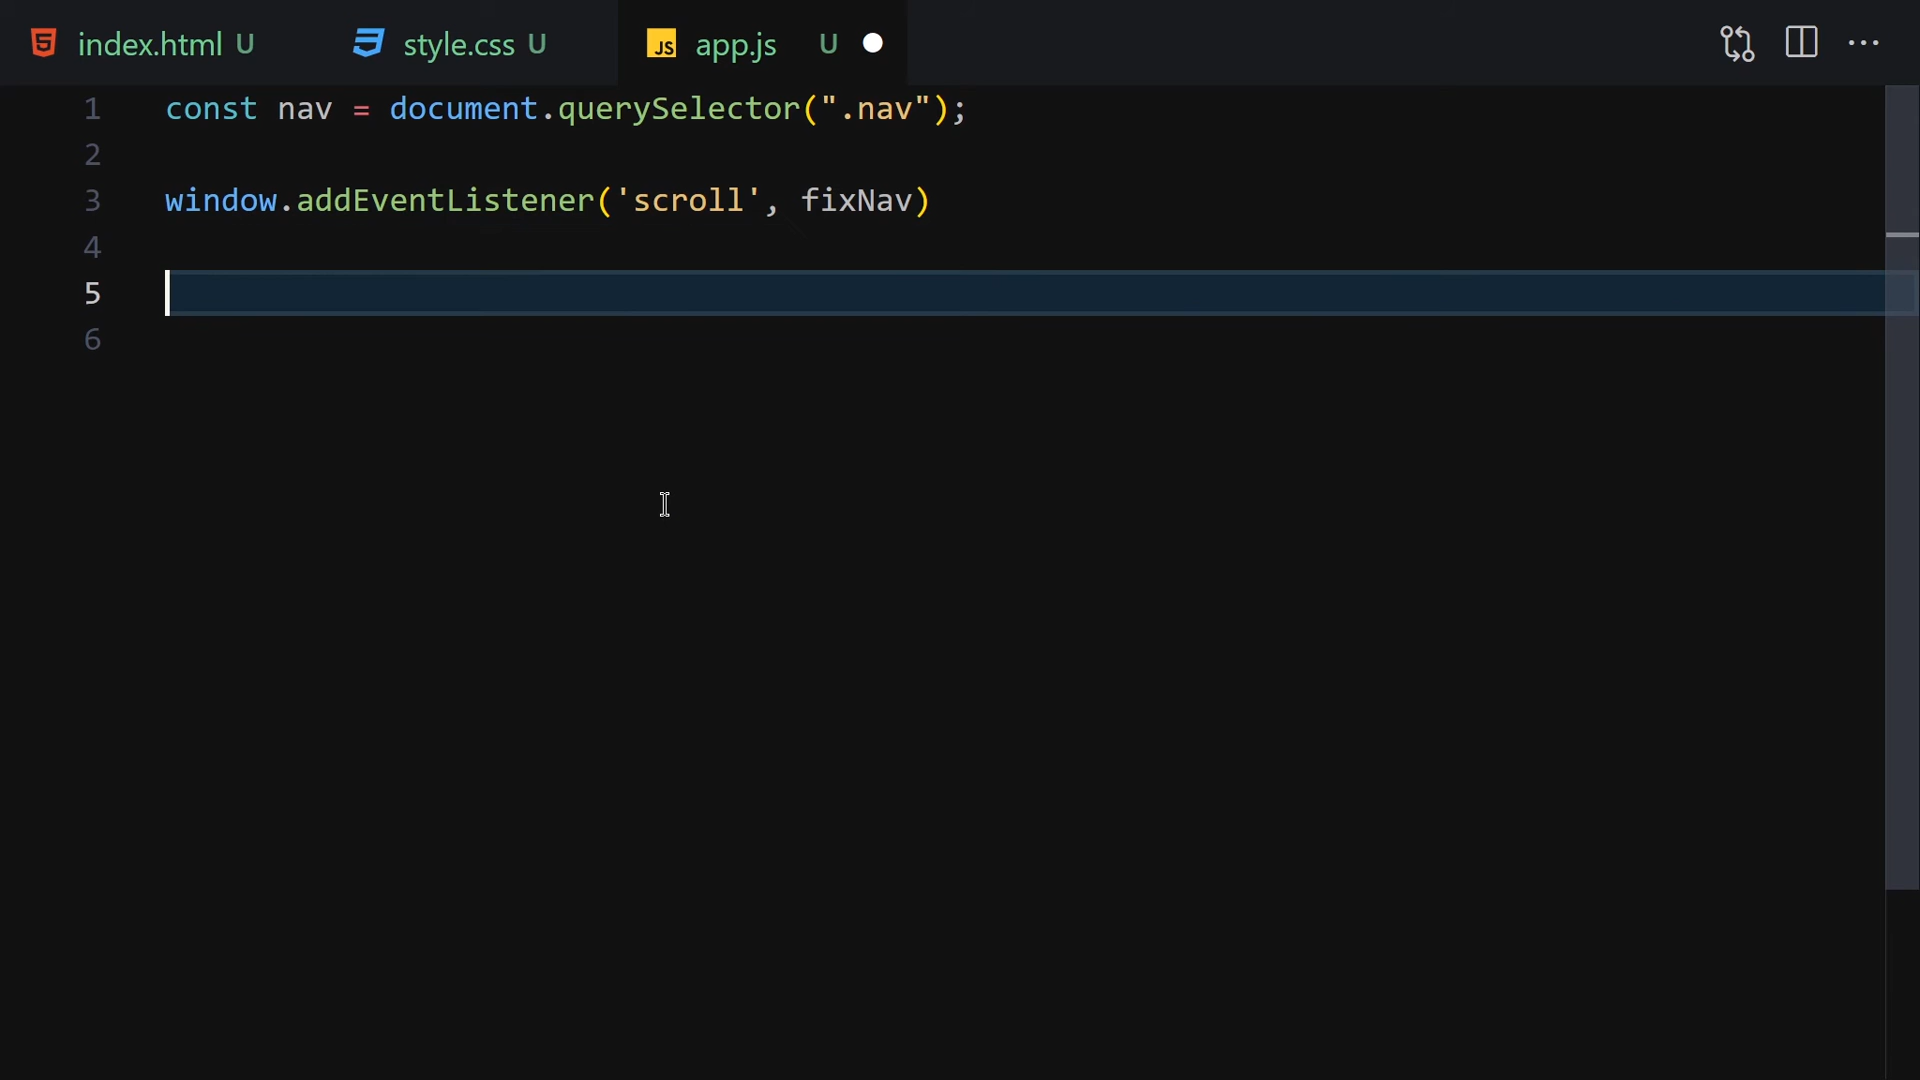 index.html U style.css U JS app.js U
1 const nav = document.querySelector(".nav");
2
3 window.addEventListener('scroll', fixNav)
4
5
6